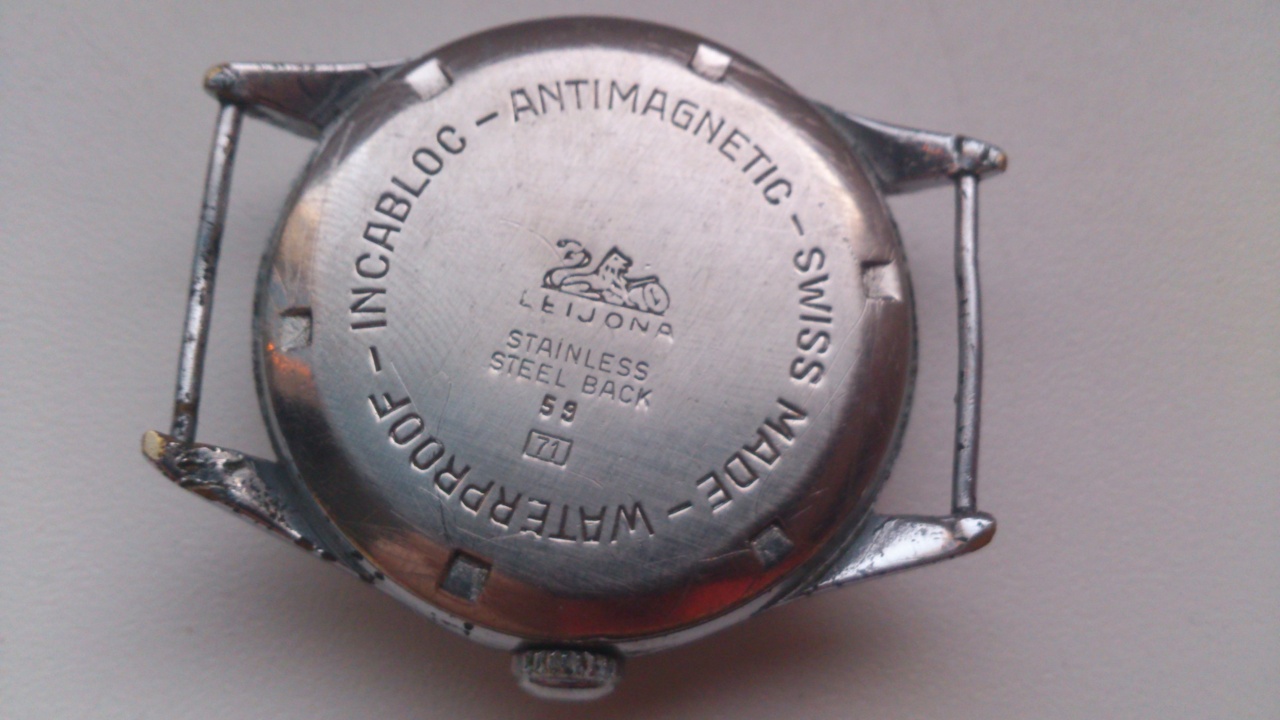 INCABLOC - ANTIMAGNETIC - SWISS MADE - WATERPROOF -
LEIJONA
STAINLESS
STEEL BACK
59
71